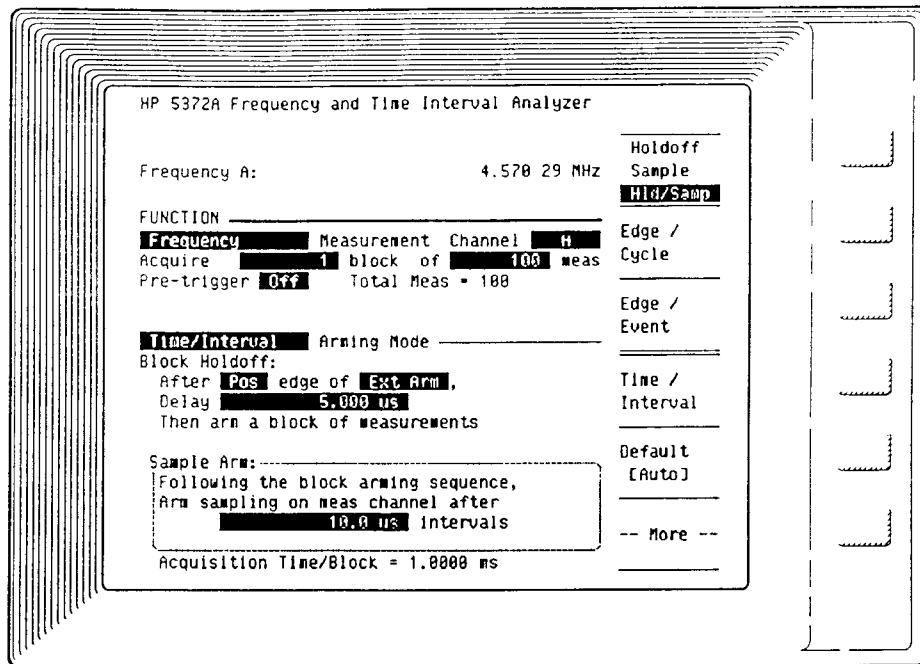 HP 5372A Frequency and Time Interval Analyzer
Frequency A: 4.570 29 MHz
FUNCTION
Frequency Measurement Channel A
Acquire 1 block of 100 meas
Pre-trigger Off Total Meas = 100
Time/Interval Arming Mode
Block Holdoff:
After Pos edge of Ext Arm ,
Delay 5.000 us
Then arm a block of measurements
Sample Arm:
Following the block arming sequence,
Arm sampling on meas channel after
10.0 us intervals
Acquisition Time/Block = 1.0000 ms
Holdoff
Sample
Hld/Samp
Edge /
Cycle
Edge /
Event
Time /
Interval
Default
[Auto]
-- More --